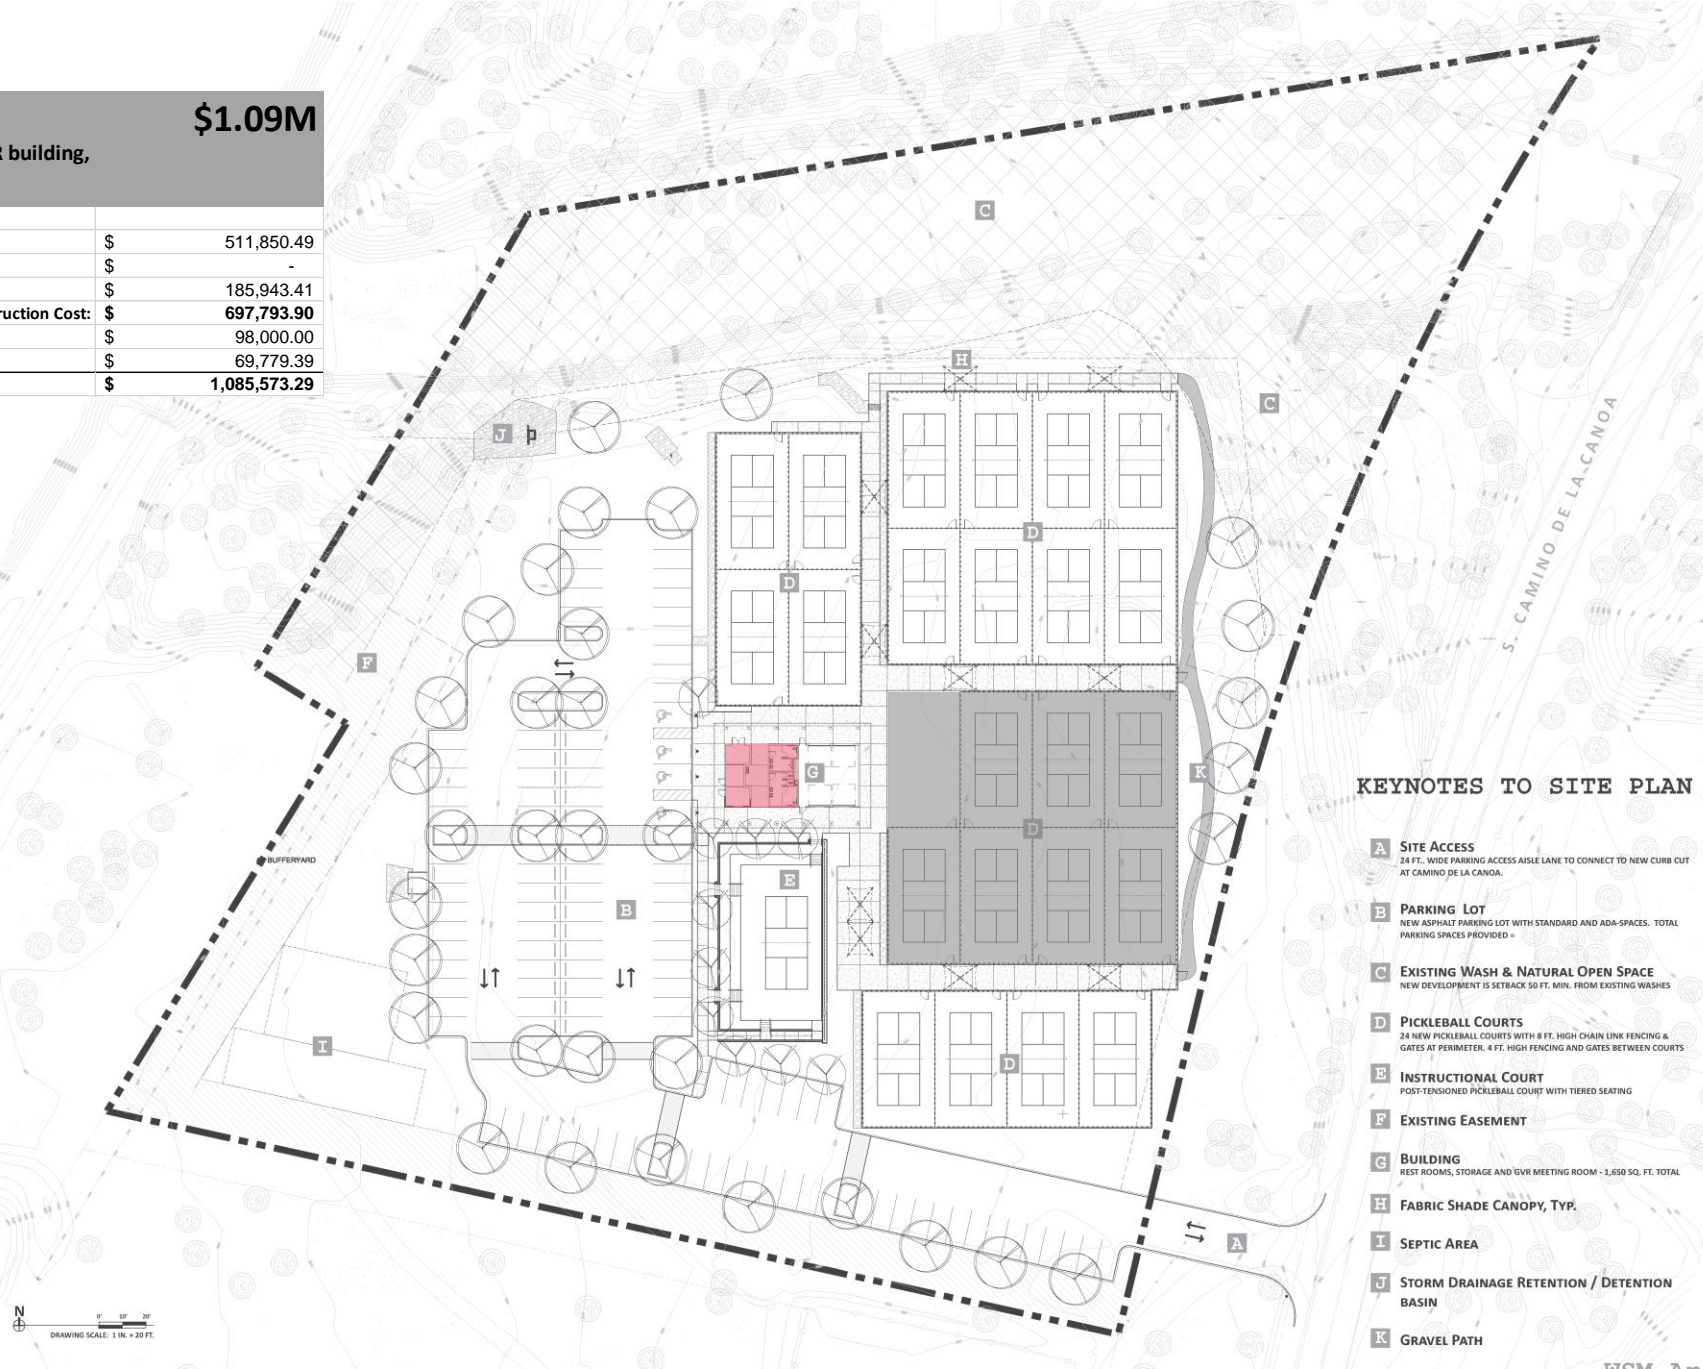 $1.09M
R building,
$ 511,850.49
$ -
$ 185,943.41
ruction Cost: $ 697,793.90
$ 98,000.00
$ 69,779.39
$ 1,085,573.29
C
H
C
J
S. CAMINO DE LA CANOA
D
D
F
G
K
D
BUFFERYARD
E
B
I
D
A
KEYNOTES TO SITE PLAN
A SITE ACCESS
24 FT.. WIDE PARKING ACCESS AISLE LANE TO CONNECT TO NEW CURB CUT
AT CAMINO DE LA CANOA.
B PARKING LOT
NEW ASPHALT PARKING LOT WITH STANDARD AND ADA-SPACES. TOTAL
PARKING SPACES PROVIDED =
C EXISTING WASH & NATURAL OPEN SPACE
NEW DEVELOPMENT IS SETBACK 50 FT. MIN. FROM EXISTING WASHES
D PICKLEBALL COURTS
24 NEW PICKLEBALL COURTS WITH 8 FT. HIGH CHAIN LINK FENCING &
GATES AT PERIMETER. 4 FT. HIGH FENCING AND GATES BETWEEN COURTS
E INSTRUCTIONAL COURT
POST-TENSIONED PICKLEBALL COURT WITH TIERED SEATING
F EXISTING EASEMENT
G BUILDING
REST ROOMS, STORAGE AND GVR MEETING ROOM - 1,650 SQ. FT. TOTAL
H FABRIC SHADE CANOPY, TYP.
I SEPTIC AREA
J STORM DRAINAGE RETENTION / DETENTION
BASIN
K GRAVEL PATH
N
0' 10' 20'
DRAWING SCALE: 1 IN. = 20 FT.